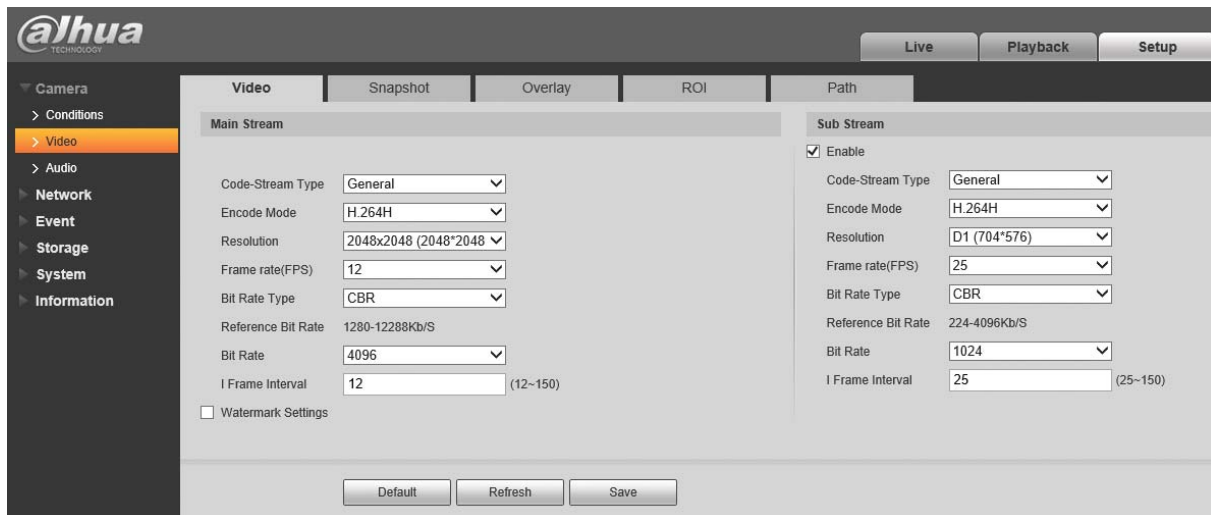 alhua
TECHNOLOGY
Live Playback Setup
Camera
Conditions
Video
Audio
Network
Event
Storage
System
Information
Video Snapshot Overlay ROI Path
Main Stream
Code-Stream Type General
Encode Mode H.264H
Resolution 2048x2048 (2048*2048
Frame rate(FPS) 12
Bit Rate Type CBR
Reference Bit Rate 1280-12288Kb/S
Bit Rate 4096
I Frame Interval 12 (12~150)
Watermark Settings
Sub Stream
Enable
Code-Stream Type General
Encode Mode H.264H
Resolution D1 (704*576)
Frame rate(FPS) 25
Bit Rate Type CBR
Reference Bit Rate 224-4096Kb/S
Bit Rate 1024
I Frame Interval 25 (25~150)
Default Refresh Save